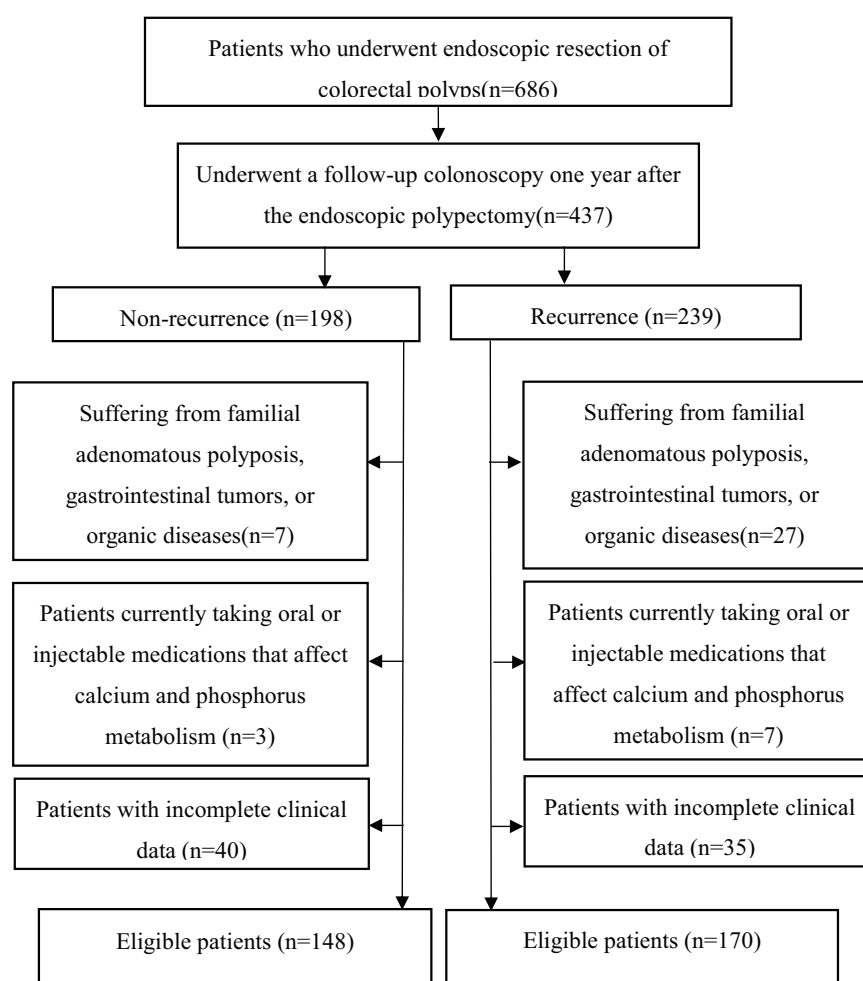 Patients who underwent endoscopic resection of
colorectal polyps(n=686)
Underwent a follow-up colonoscopy one year after
the endoscopic polypectomy(n=437)
Non-recurrence (n=198)
Recurrence (n=239)
Suffering from familial
adenomatous polyposis,
gastrointestinal tumors, or
organic diseases(n=7)
Suffering from familial
adenomatous polyposis,
gastrointestinal tumors, or
organic diseases(n=27)
Patients currently taking oral or
injectable medications that affect
calcium and phosphorus
metabolism (n=3)
Patients currently taking oral or
injectable medications that
affect calcium and phosphorus
metabolism (n=7)
Patients with incomplete clinical
data (n=40)
Patients with incomplete clinical
data (n=35)
Eligible patients (n=148)
Eligible patients (n=170)